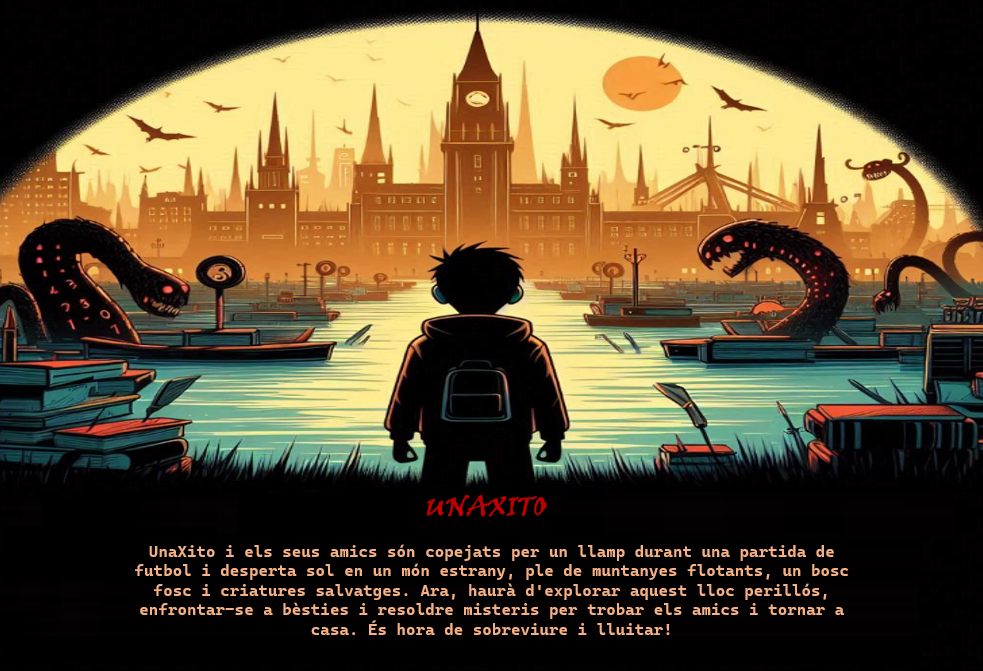 UNAXITO
UnaXito i els seus amics són copejats per un llamp durant una partida de
futbol i desperta sol en un món estrany, ple de muntanyes flotants, un bosc
fosc i criatures salvatges. Ara, haurà d'explorar aquest lloc perillós,
enfrontar-se a bèsties i resoldre misteris per trobar els amics i tornar a
casa. És hora de sobreviure i lluitar!